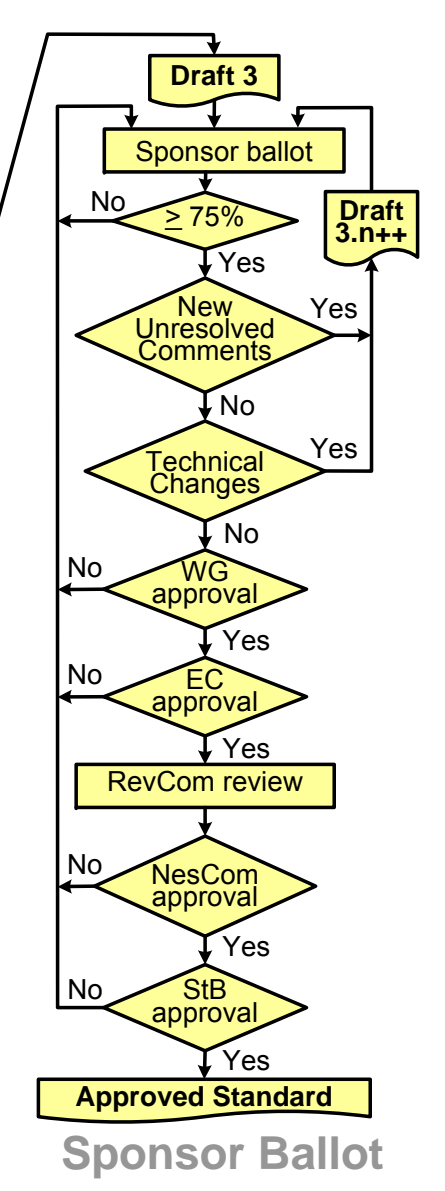 Draft 3
Sponsor ballot
No
≥ 75%
Draft
3.n++
Yes
New
Unresolved
Comments
Yes
No
Technical
Changes
Yes
No
No
WG
approval
Yes
No
EC
approval
Yes
RevCom review
No
NesCom
approval
Yes
No
StB
approval
Yes
Approved Standard
Sponsor Ballot